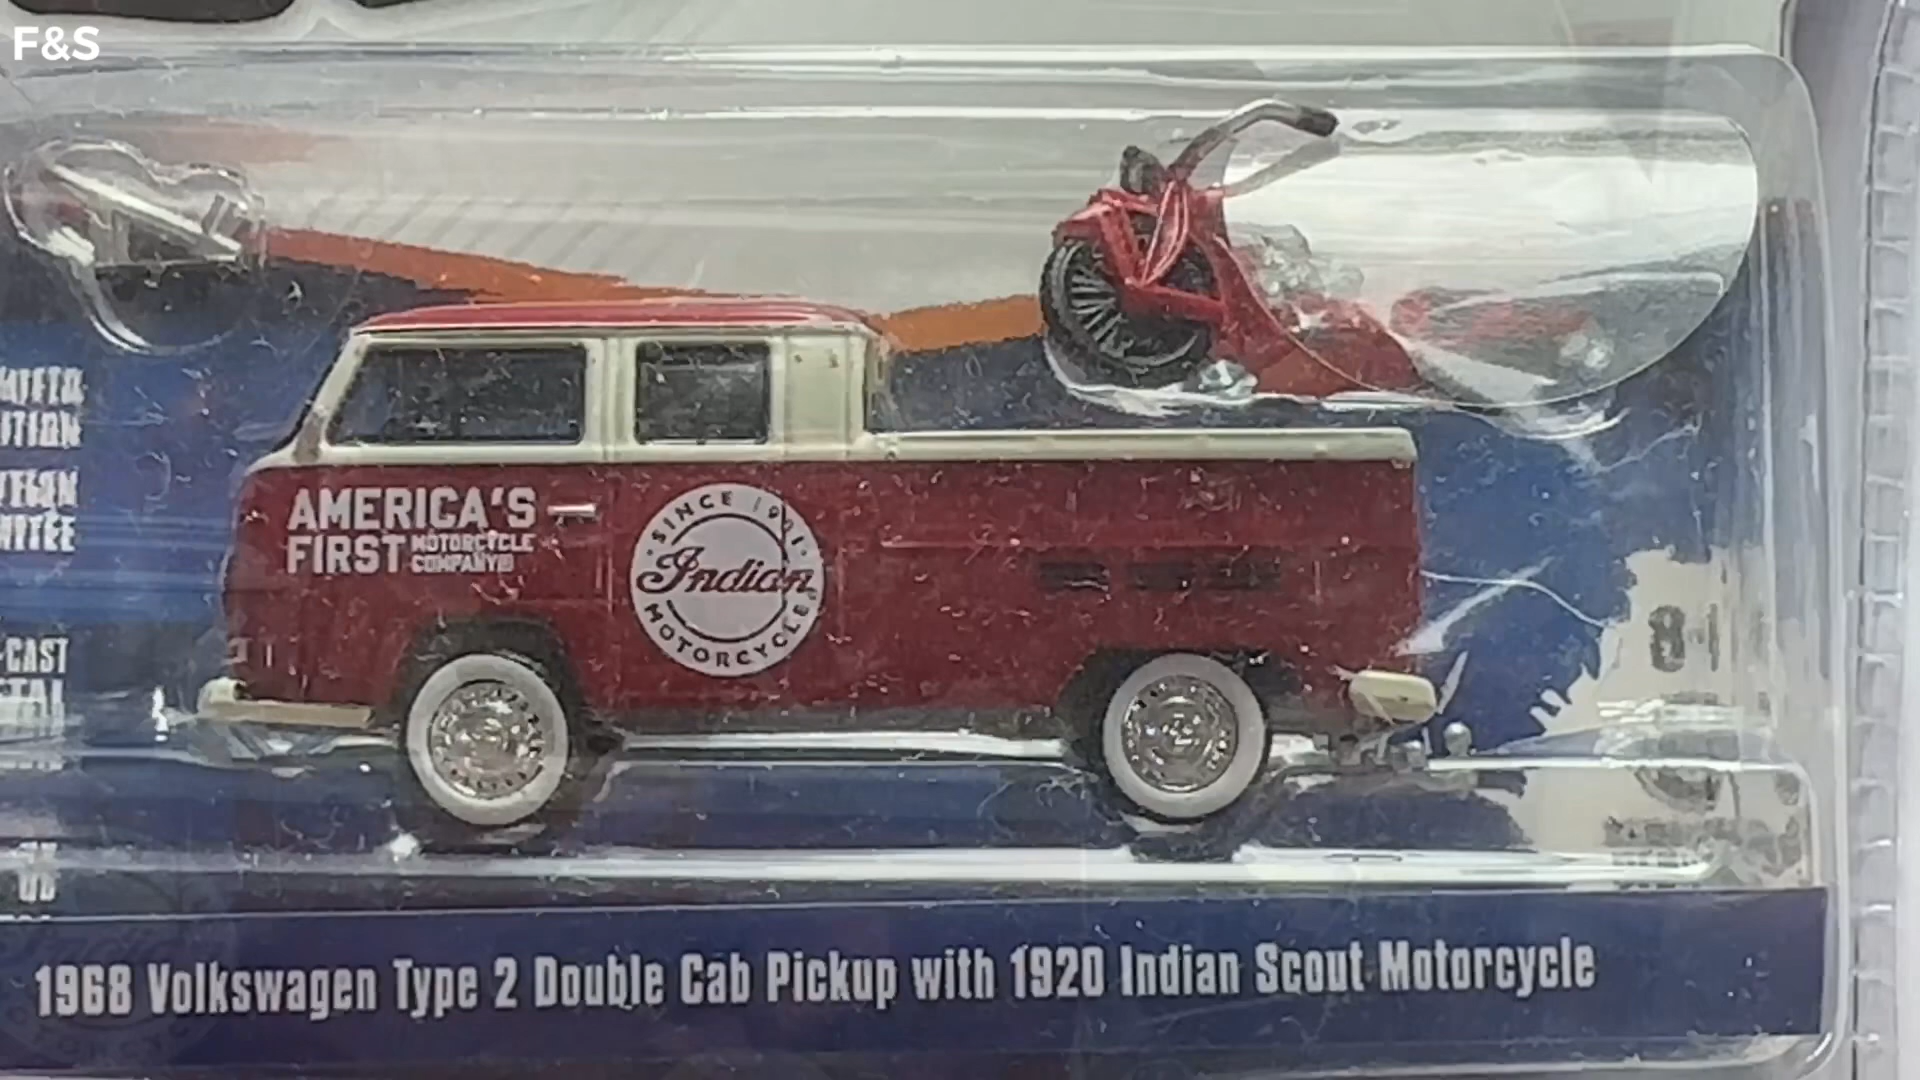 F&S
AMERICA'S
FIRST MOTORCYCLE
COMPANY®
SINCE 1901
Indian
MOTORCYCLE
-CAST
1968 Volkswagen Type 2 Double Cab Pickup with 1920 Indian Scout Motorcycle